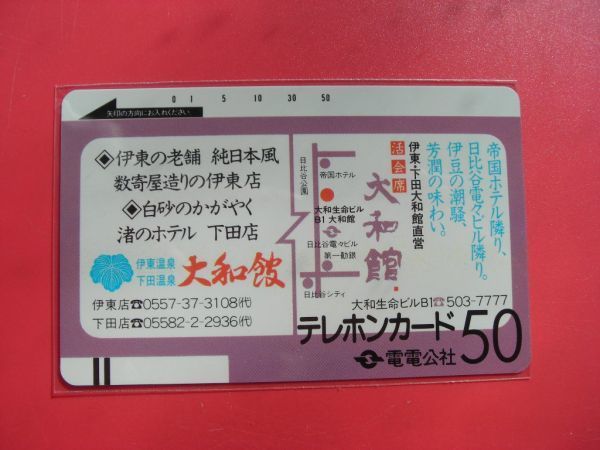 0 1 5 10 30 50
矢印の方向にお入れください
◈伊東の老舗 純日本風
数寄屋造りの伊東店
◈白砂のかがやく
渚のホテル 下田店
伊東温泉
下田温泉
大和館
伊東店☎0557-37-3108(代)
下田店☎05582-2-2936(代)
日比谷公園
帝国ホテル
大和生命ビル
B1 大和館
日比谷電々ビル
第一勧銀
日比谷シティ
帝国ホテル隣り、
日比谷電々ビル隣り。
伊豆の潮騒、
芳潤の味わい。
伊東・下田大和館直営
活会席
大和館
大和生命ビルB1☎503-7777
テレホンカード50
電電公社